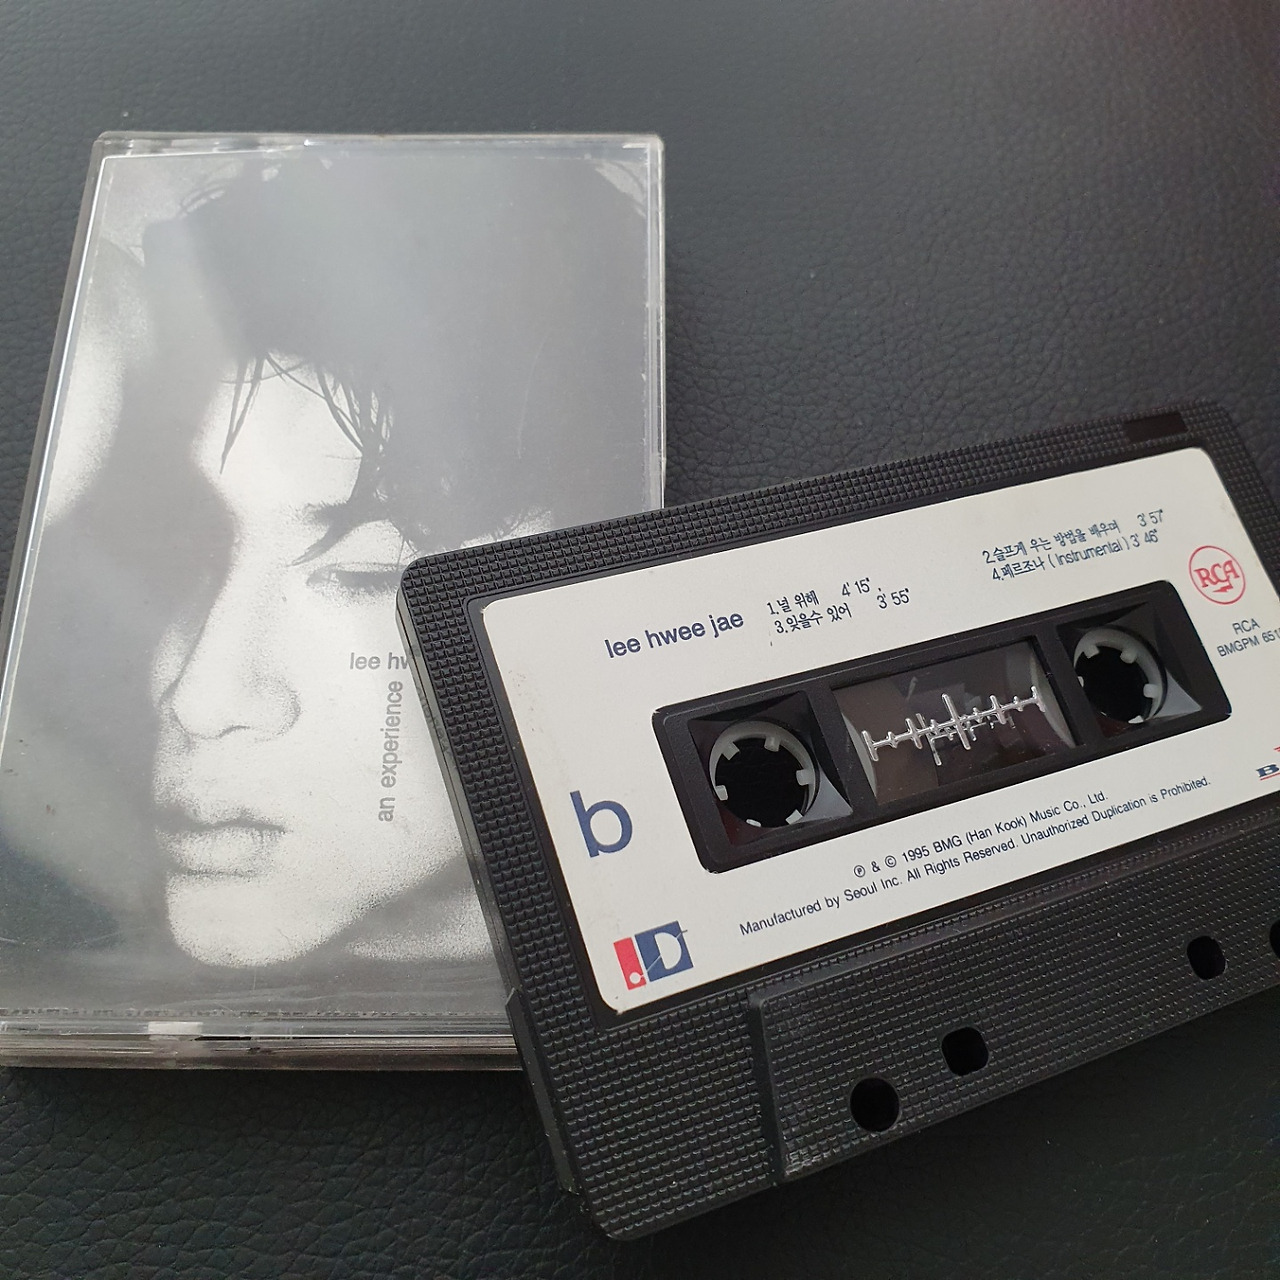 lee hw
an experience
lee hwee jae
1.널 위해 4' 15"
2.슬프게 우는 방법을 배우며 3' 57"
3.잊을수 있어 3' 55"
4.페르조나 ( Instrumental ) 3' 46"
RCA
RCA
BMGPM
b
Ⓟ & © 1995 BMG (Han Kook) Music Co., Ltd.
Manufactured by Seoul Inc. All Rights Reserved. Unauthorized Duplication is Prohibited.
I.D